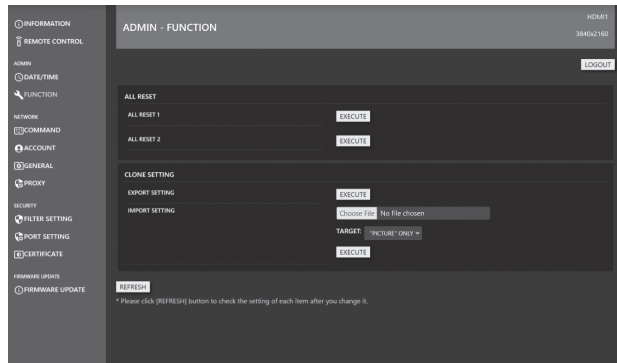 INFORMATION
REMOTE CONTROL
ADMIN
DATE/TIME
FUNCTION
NETWORK
COMMAND
ACCOUNT
GENERAL
PROXY
SECURITY
FILTER SETTING
PORT SETTING
CERTIFICATE
FIRMWARE UPDATE
FIRMWARE UPDATE
ADMIN - FUNCTION
HDMI1
3840x2160
LOGOUT
ALL RESET
ALL RESET 1 EXECUTE
ALL RESET 2 EXECUTE
CLONE SETTING
EXPORT SETTING EXECUTE
IMPORT SETTING Choose File No file chosen
TARGET: "PICTURE" ONLY
EXECUTE
REFRESH
* Please click [REFRESH] button to check the setting of each item after you change it.